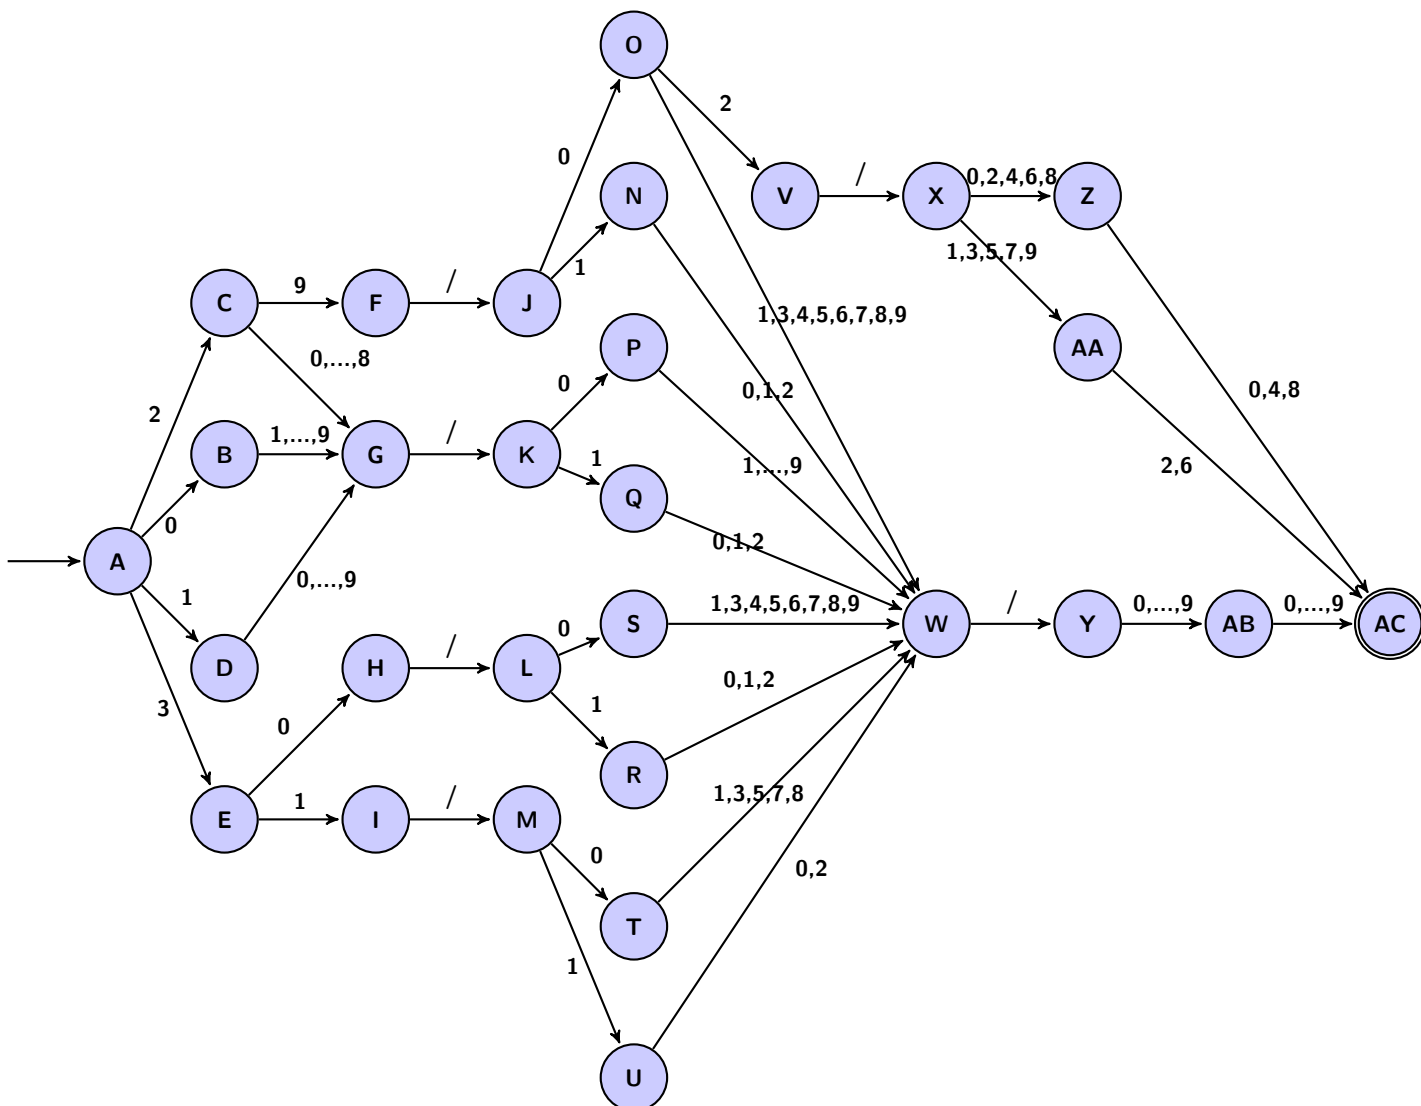 O
2
0
N
V
/
X
0,2,4,6,8
Z
1,3,5,7,9
1
C
9
F
/
J
1,3,4,5,6,7,8,9
P
AA
0,...,8
0
0,1,2
0,4,8
2
B
1,...,9
G
/
K
1
1,...,9
2,6
Q
0
0,1,2
A
0,...,9
1
S
1,3,4,5,6,7,8,9
W
/
Y
0,...,9
AB
0,...,9
AC
0
D
H
/
L
0,1,2
3
1
0
R
1,3,5,7,8
E
1
I
/
M
0
0,2
T
1
U